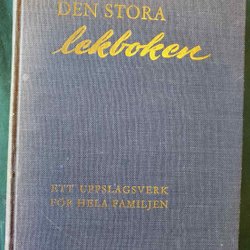 DEN STORA
lekboken
ETT UPPSLAGSVERK
FÖR HELA FAMILJEN